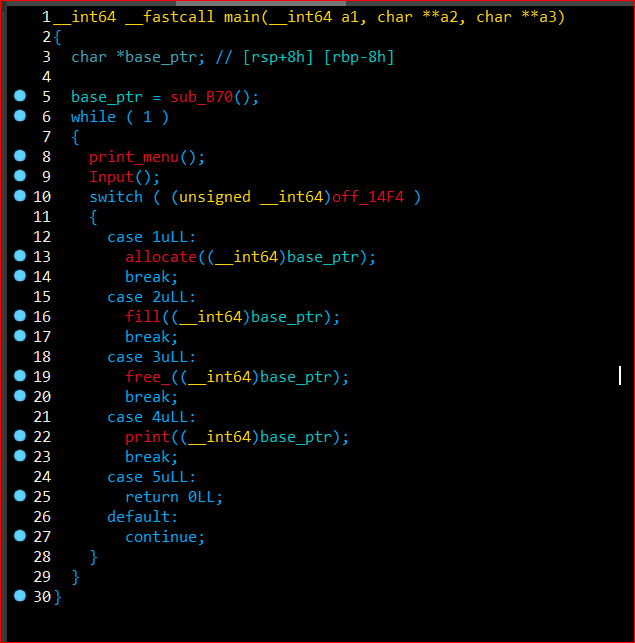 1 __int64 __fastcall main(__int64 a1, char **a2, char **a3)
2 {
3   char *base_ptr; // [rsp+8h] [rbp-8h]
4
5   base_ptr = sub_B70();
6   while ( 1 )
7   {
8     print_menu();
9     Input();
10     switch ( (unsigned __int64)off_14F4 )
11     {
12       case 1uLL:
13         allocate((__int64)base_ptr);
14         break;
15       case 2uLL:
16         fill((__int64)base_ptr);
17         break;
18       case 3uLL:
19         free_((__int64)base_ptr);
20         break;
21       case 4uLL:
22         print((__int64)base_ptr);
23         break;
24       case 5uLL:
25         return 0LL;
26       default:
27         continue;
28     }
29   }
30 }